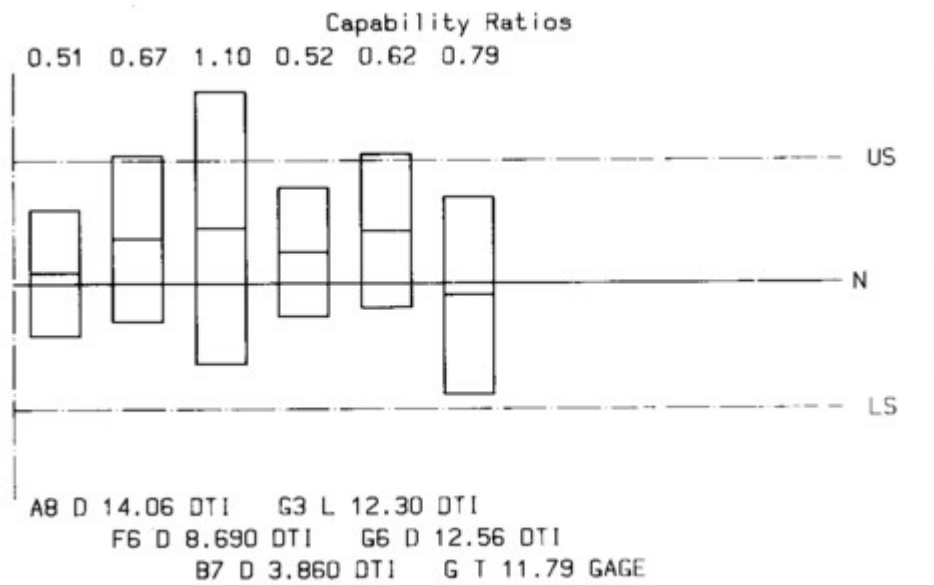 Capability Ratios
0.51 0.67 1.10 0.52 0.62 0.79
US
N
LS
A8 D 14.06 DTI G3 L 12.30 DTI
F6 D 8.690 DTI G6 D 12.56 DTI
B7 D 3.860 DTI G T 11.79 GAGE